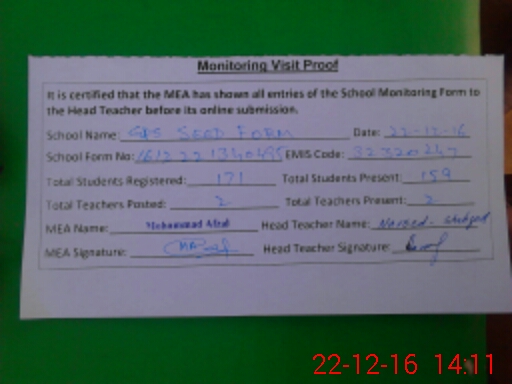 Monitoring Visit Proof
It is certified that the MEA has shown all entries of the School Monitoring Form to
the Head Teacher before its online submission.
School Name: GPS SEED FORM Date: 22-12-16
School Form No: EMIS Code: 32320247
Total Students Registered: 171 Total Students Present: 159
Total Teachers Posted: 2 Total Teachers Present: 2
MEA Name: Mohammad Afzal Head Teacher Name:
MEA Signature: Head Teacher Signature:
22-12-16 14:11